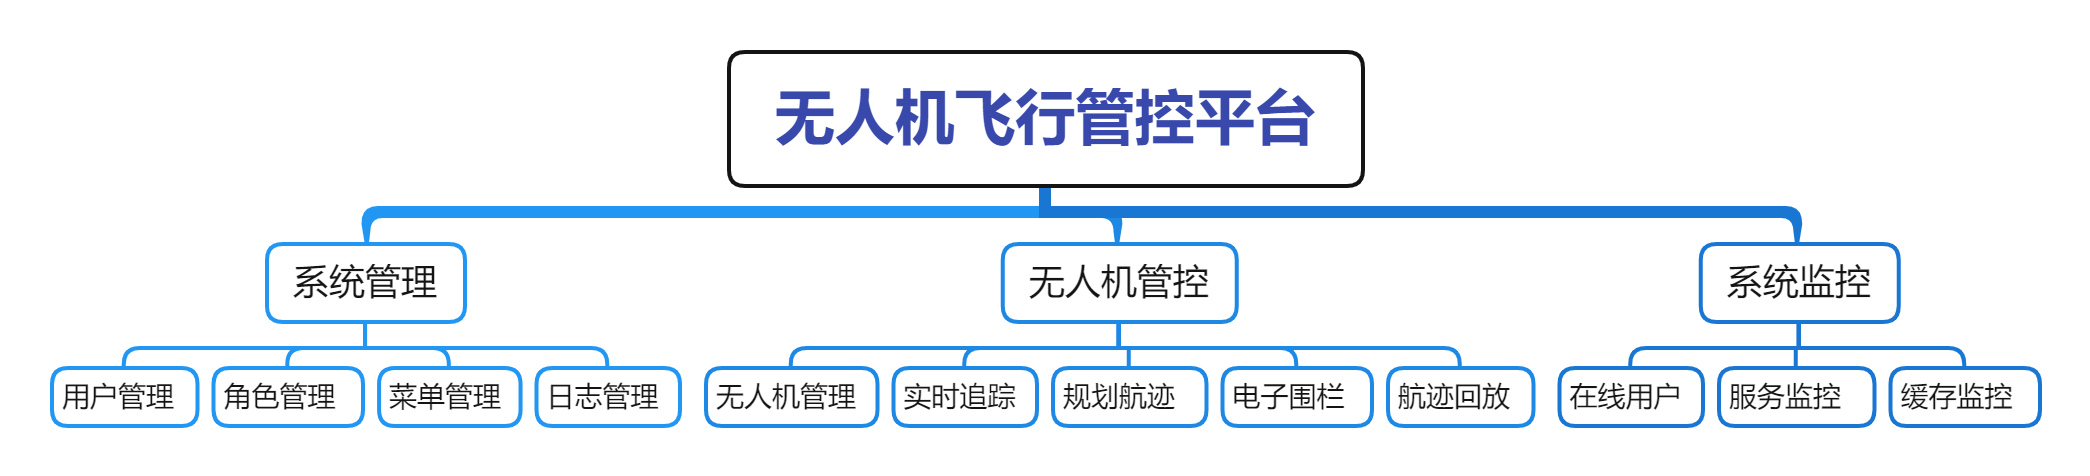 无人机飞行管控平台
系统管理
无人机管控
系统监控
用户管理
角色管理
菜单管理
日志管理
无人机管理
实时追踪
规划航迹
电子围栏
航迹回放
在线用户
服务监控
缓存监控